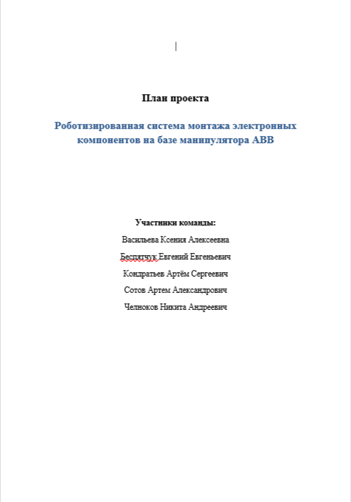 План проекта
Роботизированная система монтажа электронных
компонентов на базе манипулятора ABB
Участники команды:
Васильева Ксения Алексеевна
Беспятчук Евгений Евгеньевич
Кондратьев Артём Сергеевич
Сотов Артем Александрович
Челноков Никита Андреевич